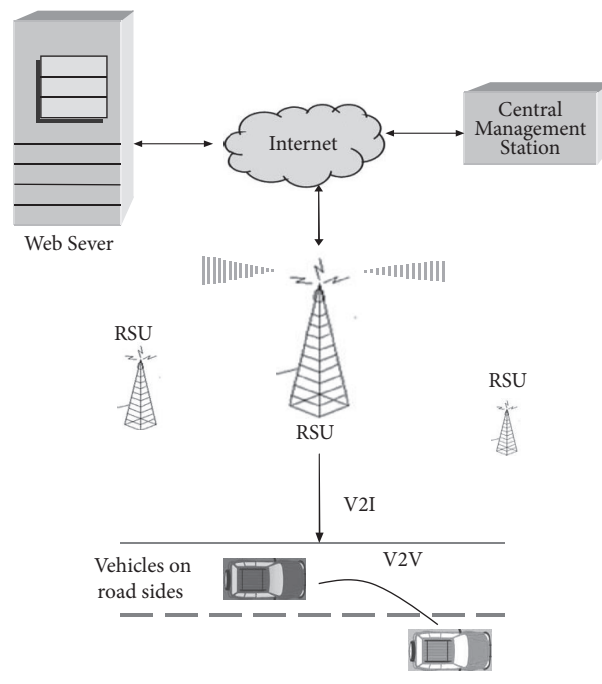 Internet
Central
Management
Station
Web Sever
RSU
RSU
RSU
V2I
V2V
Vehicles on
road sides